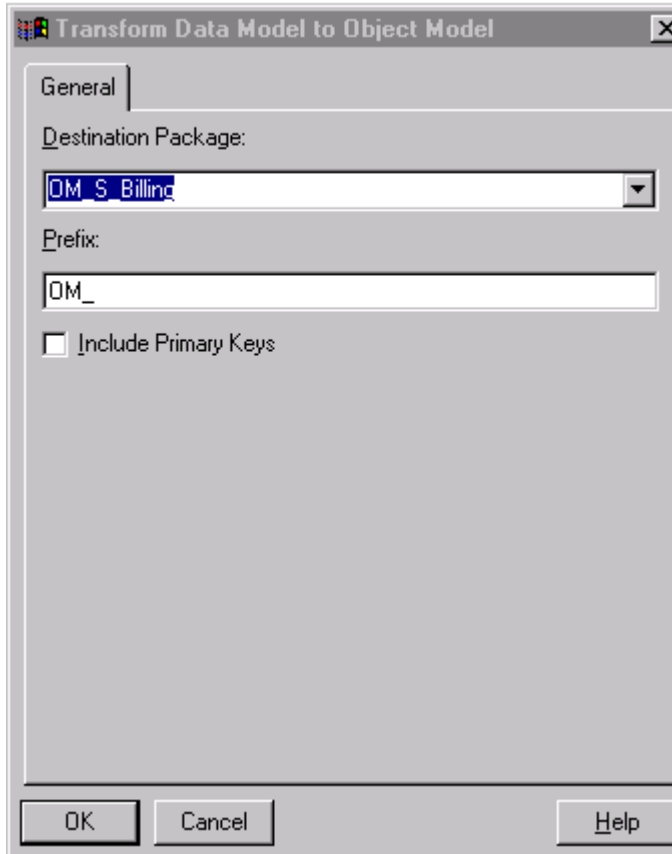 Transform Data Model to Object Model
General
Destination Package:
OM_S_Billing
Prefix:
OM_
Include Primary Keys
OK Cancel Help